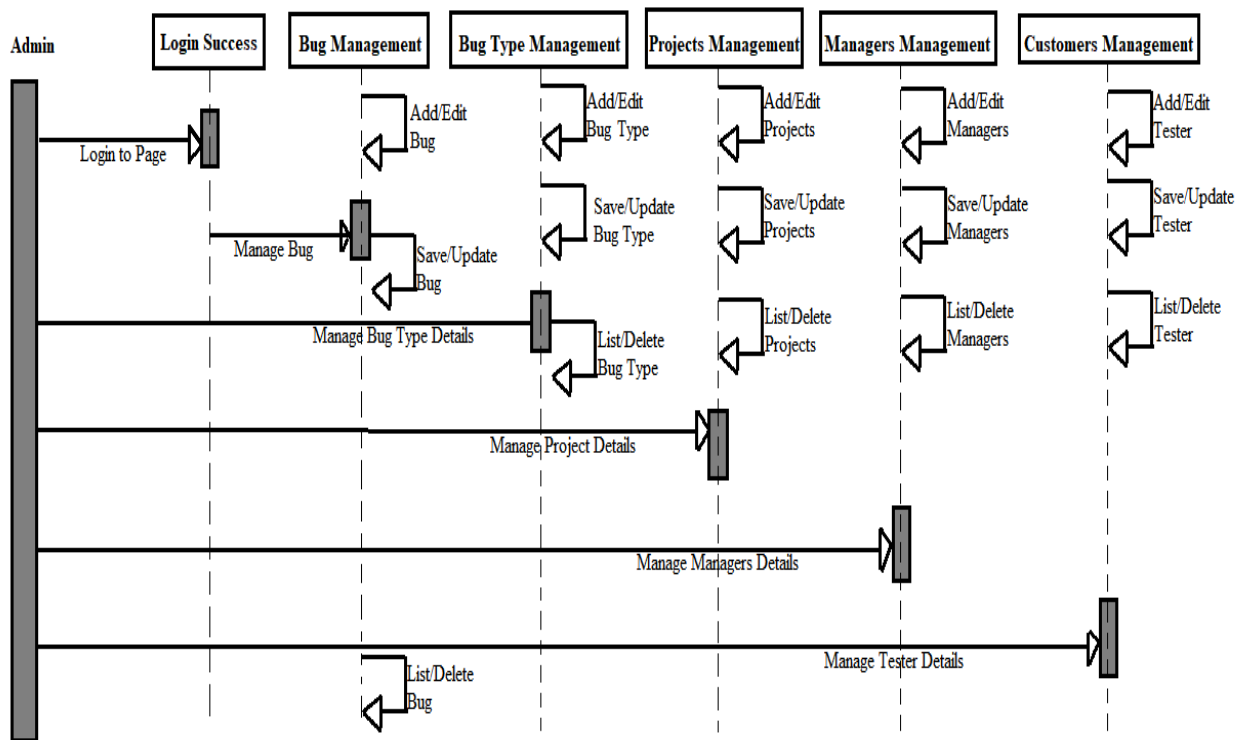 Admin
Login Success
Bug Management
Bug Type Management
Projects Management
Managers Management
Customers Management
Add/Edit
Bug
Add/Edit
Bug Type
Add/Edit
Projects
Add/Edit
Managers
Add/Edit
Tester
Login to Page
Save/Update
Bug Type
Save/Update
Projects
Save/Update
Managers
Save/Update
Tester
Manage Bug
Save/Update
Bug
List/Delete
Projects
List/Delete
Managers
List/Delete
Tester
Manage Bug Type Details
List/Delete
Bug Type
Manage Project Details
Manage Managers Details
Manage Tester Details
List/Delete
Bug